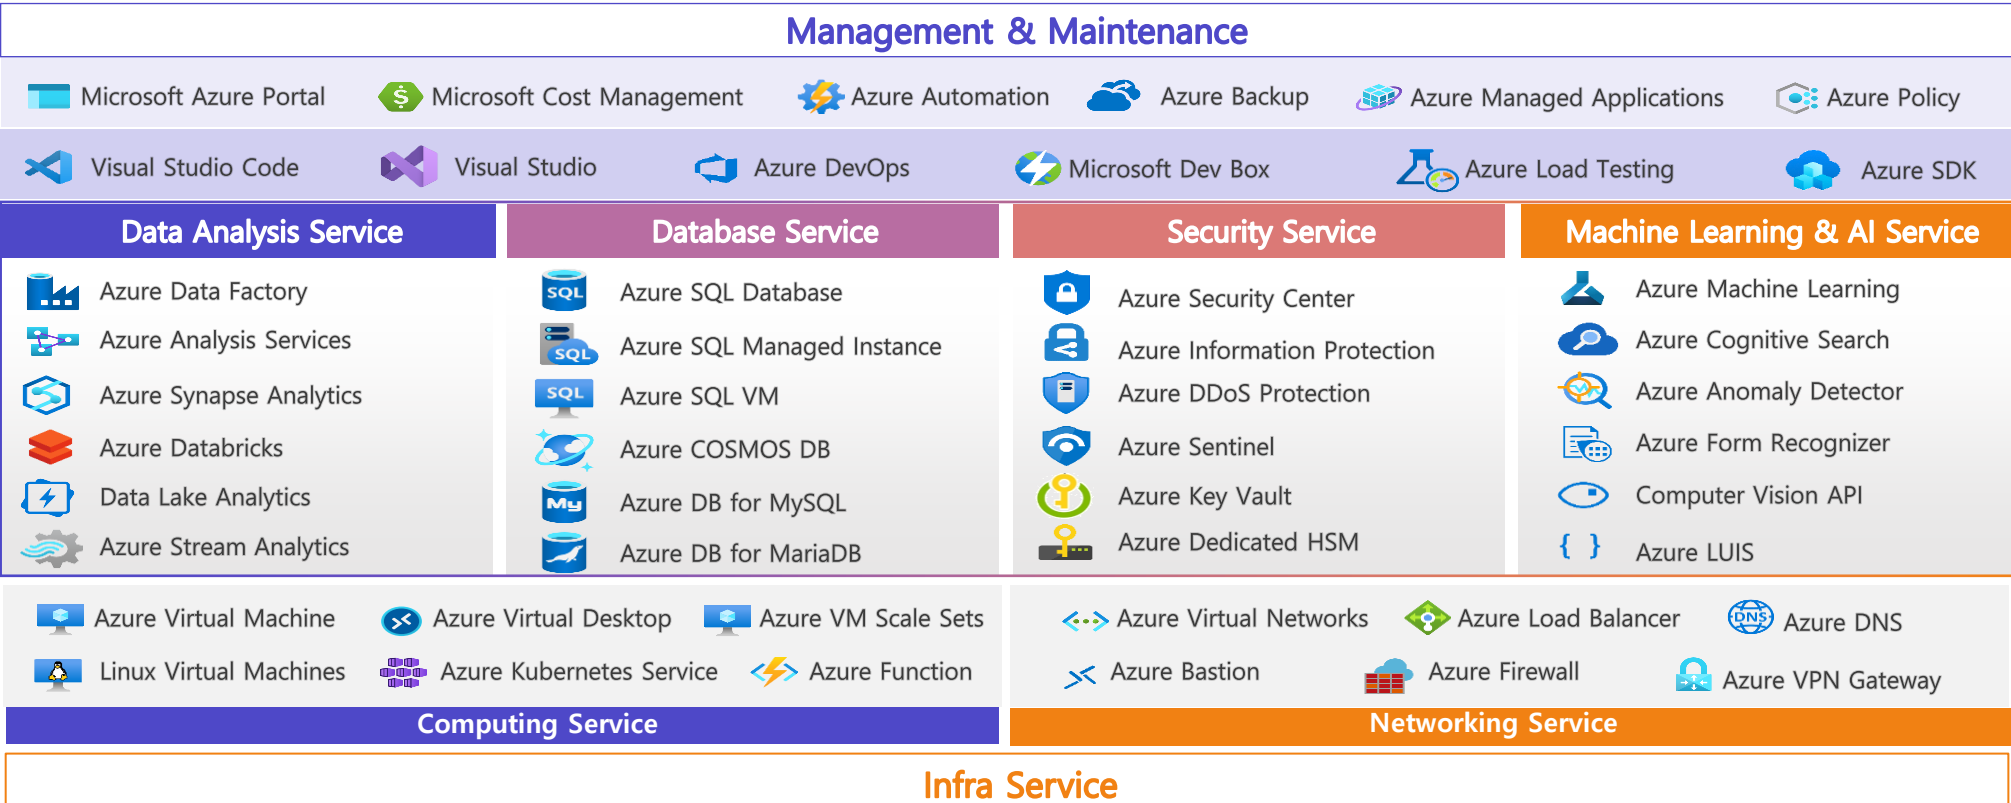 Management & Maintenance
Microsoft Azure Portal
Microsoft Cost Management
Azure Automation
Azure Backup
Azure Managed Applications
Azure Policy
Visual Studio Code
Visual Studio
Azure DevOps
Microsoft Dev Box
Azure Load Testing
Azure SDK
Data Analysis Service
Azure Data Factory
Azure Analysis Services
Azure Synapse Analytics
Azure Databricks
Data Lake Analytics
Azure Stream Analytics
Database Service
SQL
Azure SQL Database
SQL
Azure SQL Managed Instance
SQL
Azure SQL VM
Azure COSMOS DB
My
Azure DB for MySQL
Azure DB for MariaDB
Security Service
Azure Security Center
Azure Information Protection
Azure DDoS Protection
Azure Sentinel
Azure Key Vault
Azure Dedicated HSM
Machine Learning & AI Service
Azure Machine Learning
Azure Cognitive Search
Azure Anomaly Detector
Azure Form Recognizer
Computer Vision API
{ } Azure LUIS
Azure Virtual Machine
Azure Virtual Desktop
Azure VM Scale Sets
Linux Virtual Machines
Azure Kubernetes Service
Azure Function
Computing Service
Azure Virtual Networks
Azure Load Balancer
DNS
Azure DNS
Azure Bastion
Azure Firewall
Azure VPN Gateway
Networking Service
Infra Service